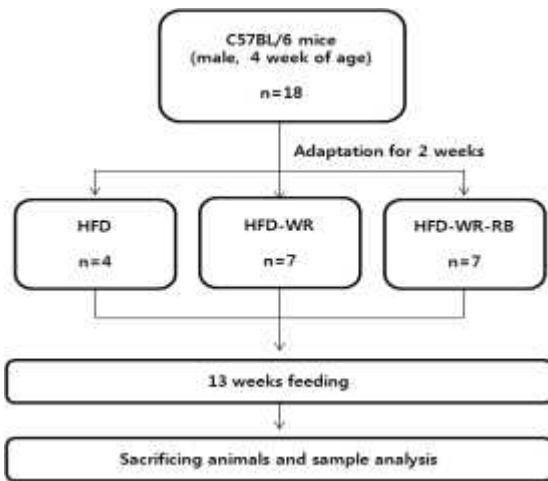 C57BL/6 mice
(male, 4 week of age)
n=18
Adaptation for 2 weeks
HFD
n=4
HFD-WR
n=7
HFD-WR-RB
n=7
13 weeks feeding
Sacrificing animals and sample analysis